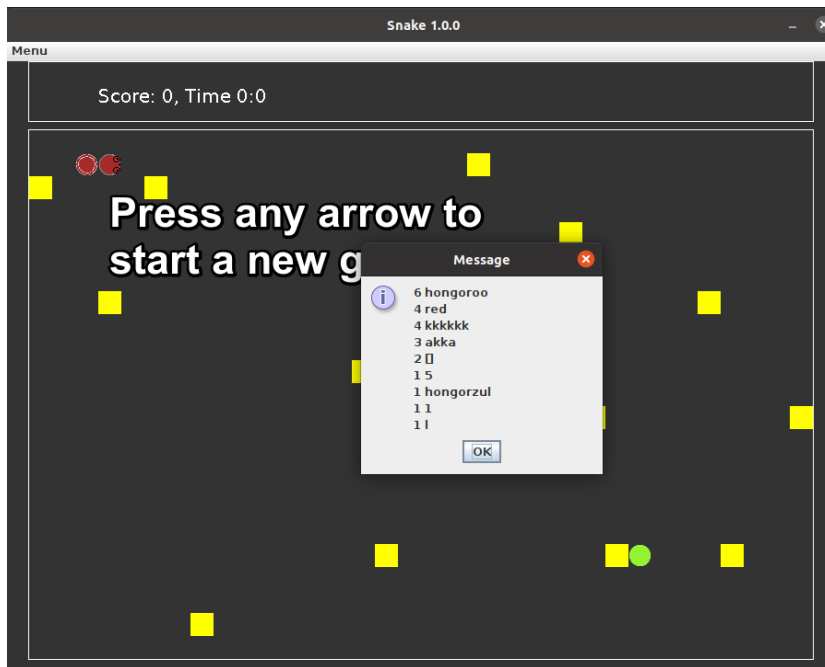 Snake 1.0.0
Menu
Score: 0, Time 0:0
Press any arrow to
start a new g
Message
6 hongoroo
4 red
4 kkkkkk
3 akka
2 []
1 5
1 hongorzul
1 1
1 l
OK